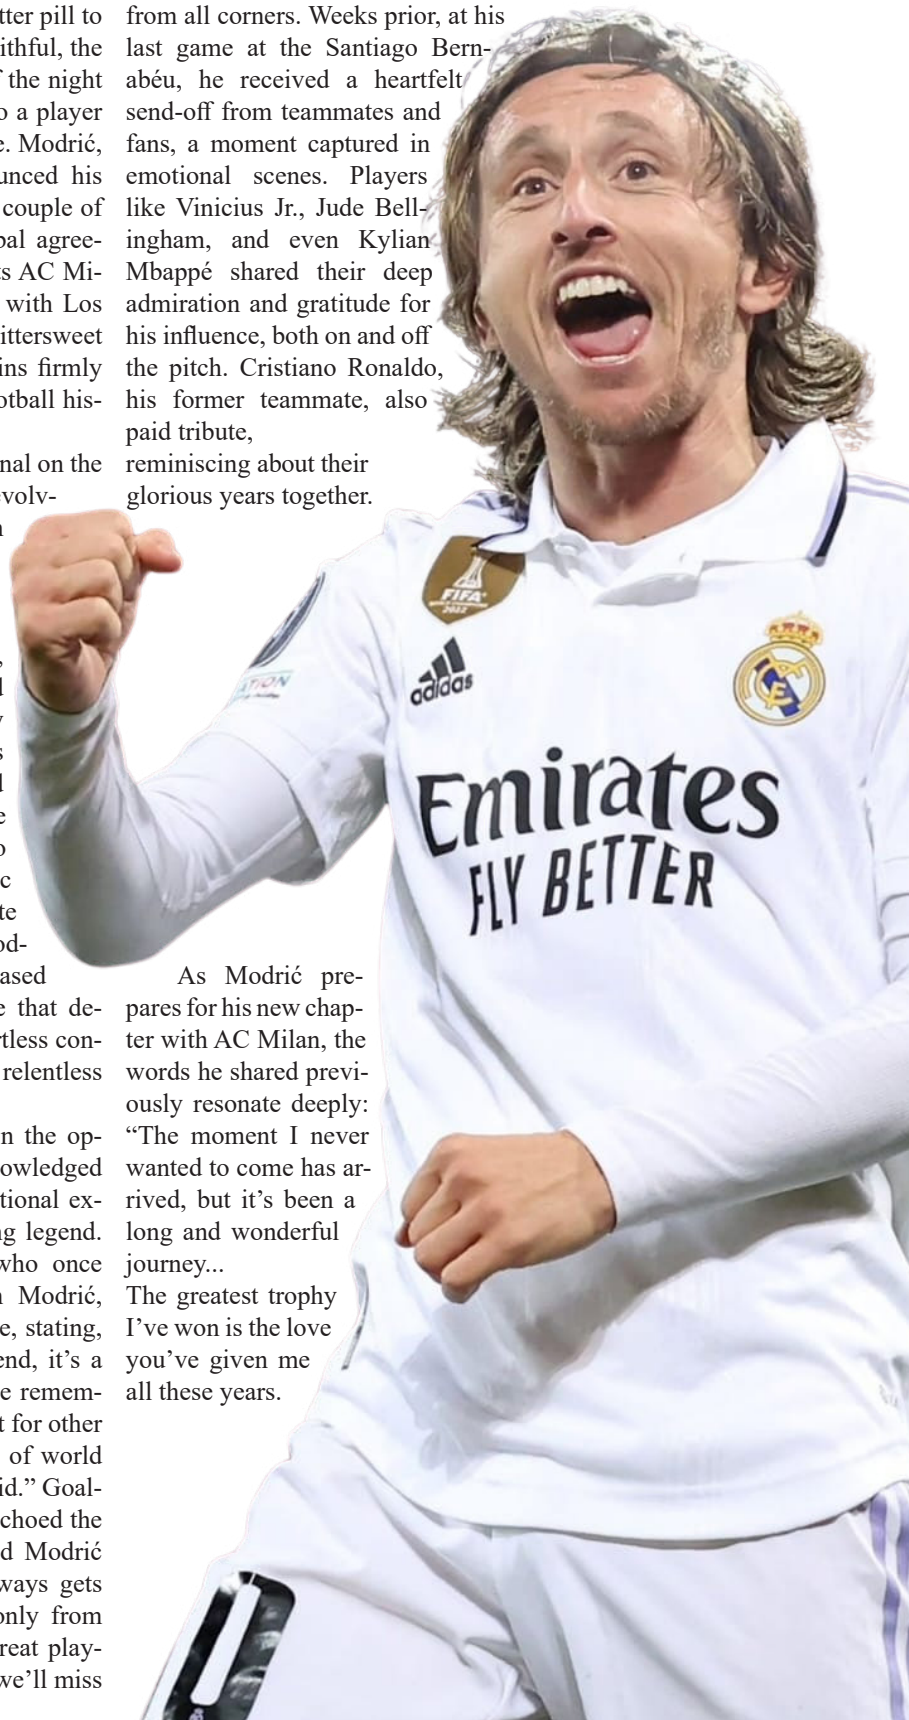 tter pill to
ithful, the
f the night
o a player
e. Modrić,
unced his
couple of
bal agree-
ts AC Mi-
with Los
ittersweet
ins firmly
otball his-
nal on the
evolv-
n
,
d
y
s
d
e
o
c
te
od-
ased
e that de-
rtless con-
relentless
n the op-
owledged
tional ex-
ng legend.
who once
n Modrić,
e, stating,
end, it’s a
e remem-
t for other
of world
id.” Goal-
choed the
d Modrić
ways gets
only from
reat play-
we’ll miss
from all corners. Weeks prior, at his
last game at the Santiago Bern-
abéu, he received a heartfelt
send-off from teammates and
fans, a moment captured in
emotional scenes. Players
like Vinicius Jr., Jude Bell-
ingham, and even Kylian
Mbappé shared their deep
admiration and gratitude for
his influence, both on and off
the pitch. Cristiano Ronaldo,
his former teammate, also
paid tribute,
reminiscing about their
glorious years together.
As Modrić pre-
pares for his new chap-
ter with AC Milan, the
words he shared previ-
ously resonate deeply:
“The moment I never
wanted to come has ar-
rived, but it’s been a
long and wonderful
journey...
The greatest trophy
I’ve won is the love
you’ve given me
all these years.
FIFA
2022
adidas
ATION
Emirates
FLY BETTER